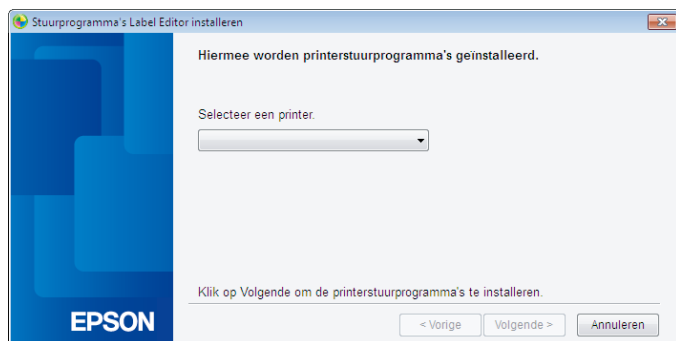 Stuurprogramma's Label Editor installeren
Hiermee worden printerstuurprogramma's geïnstalleerd.
Selecteer een printer.
Klik op Volgende om de printerstuurprogramma's te installeren.
EPSON
< Vorige
Volgende >
Annuleren